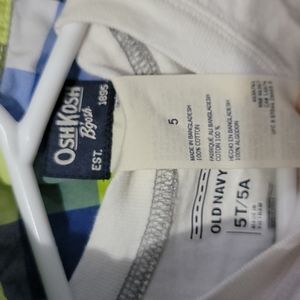 OSHKOSH
B'gosh
EST. 1895
5
MADE IN BANGLADESH
100% COTTON
FABRIQUÉ AU BANGLADESH
COTON 100 %
HECHO EN BANGLADESH
100% ALGODON
OLD NAVY
5T/5A